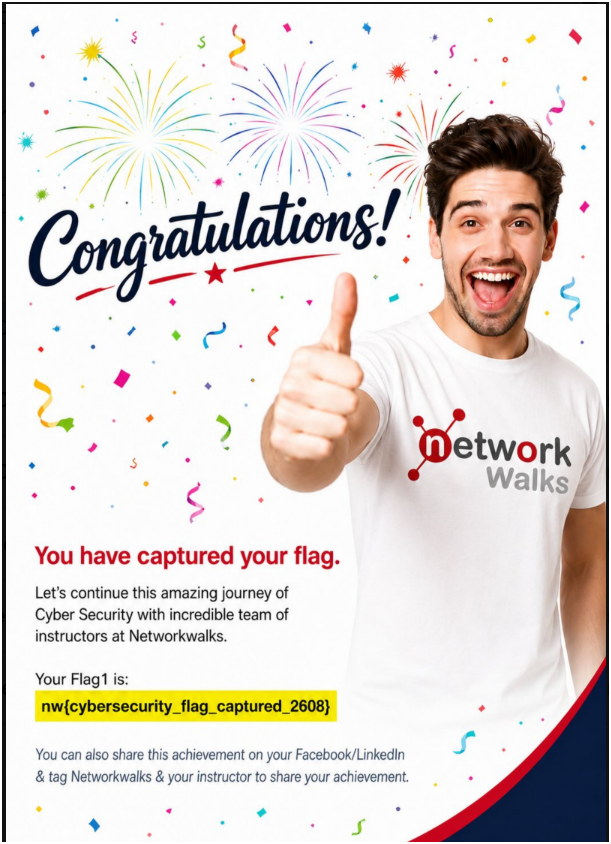 Congratulations!
network
Walks
You have captured your flag.
Let's continue this amazing journey of
Cyber Security with incredible team of
instructors at Networkwalks.
Your Flag1 is:
nw{cybersecurity_flag_captured_2608}
You can also share this achievement on your Facebook/LinkedIn
& tag Networkwalks & your instructor to share your achievement.